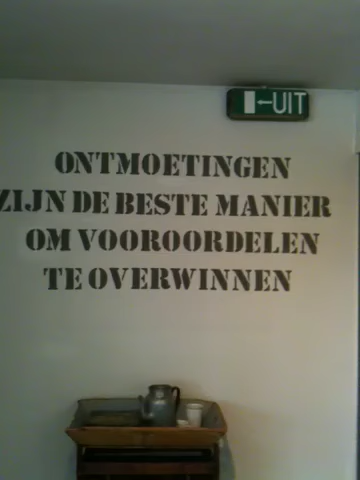 UIT
ONTMOETINGEN
ZIJN DE BESTE MANIER
OM VOOROORDELEN
TE OVERWINNEN